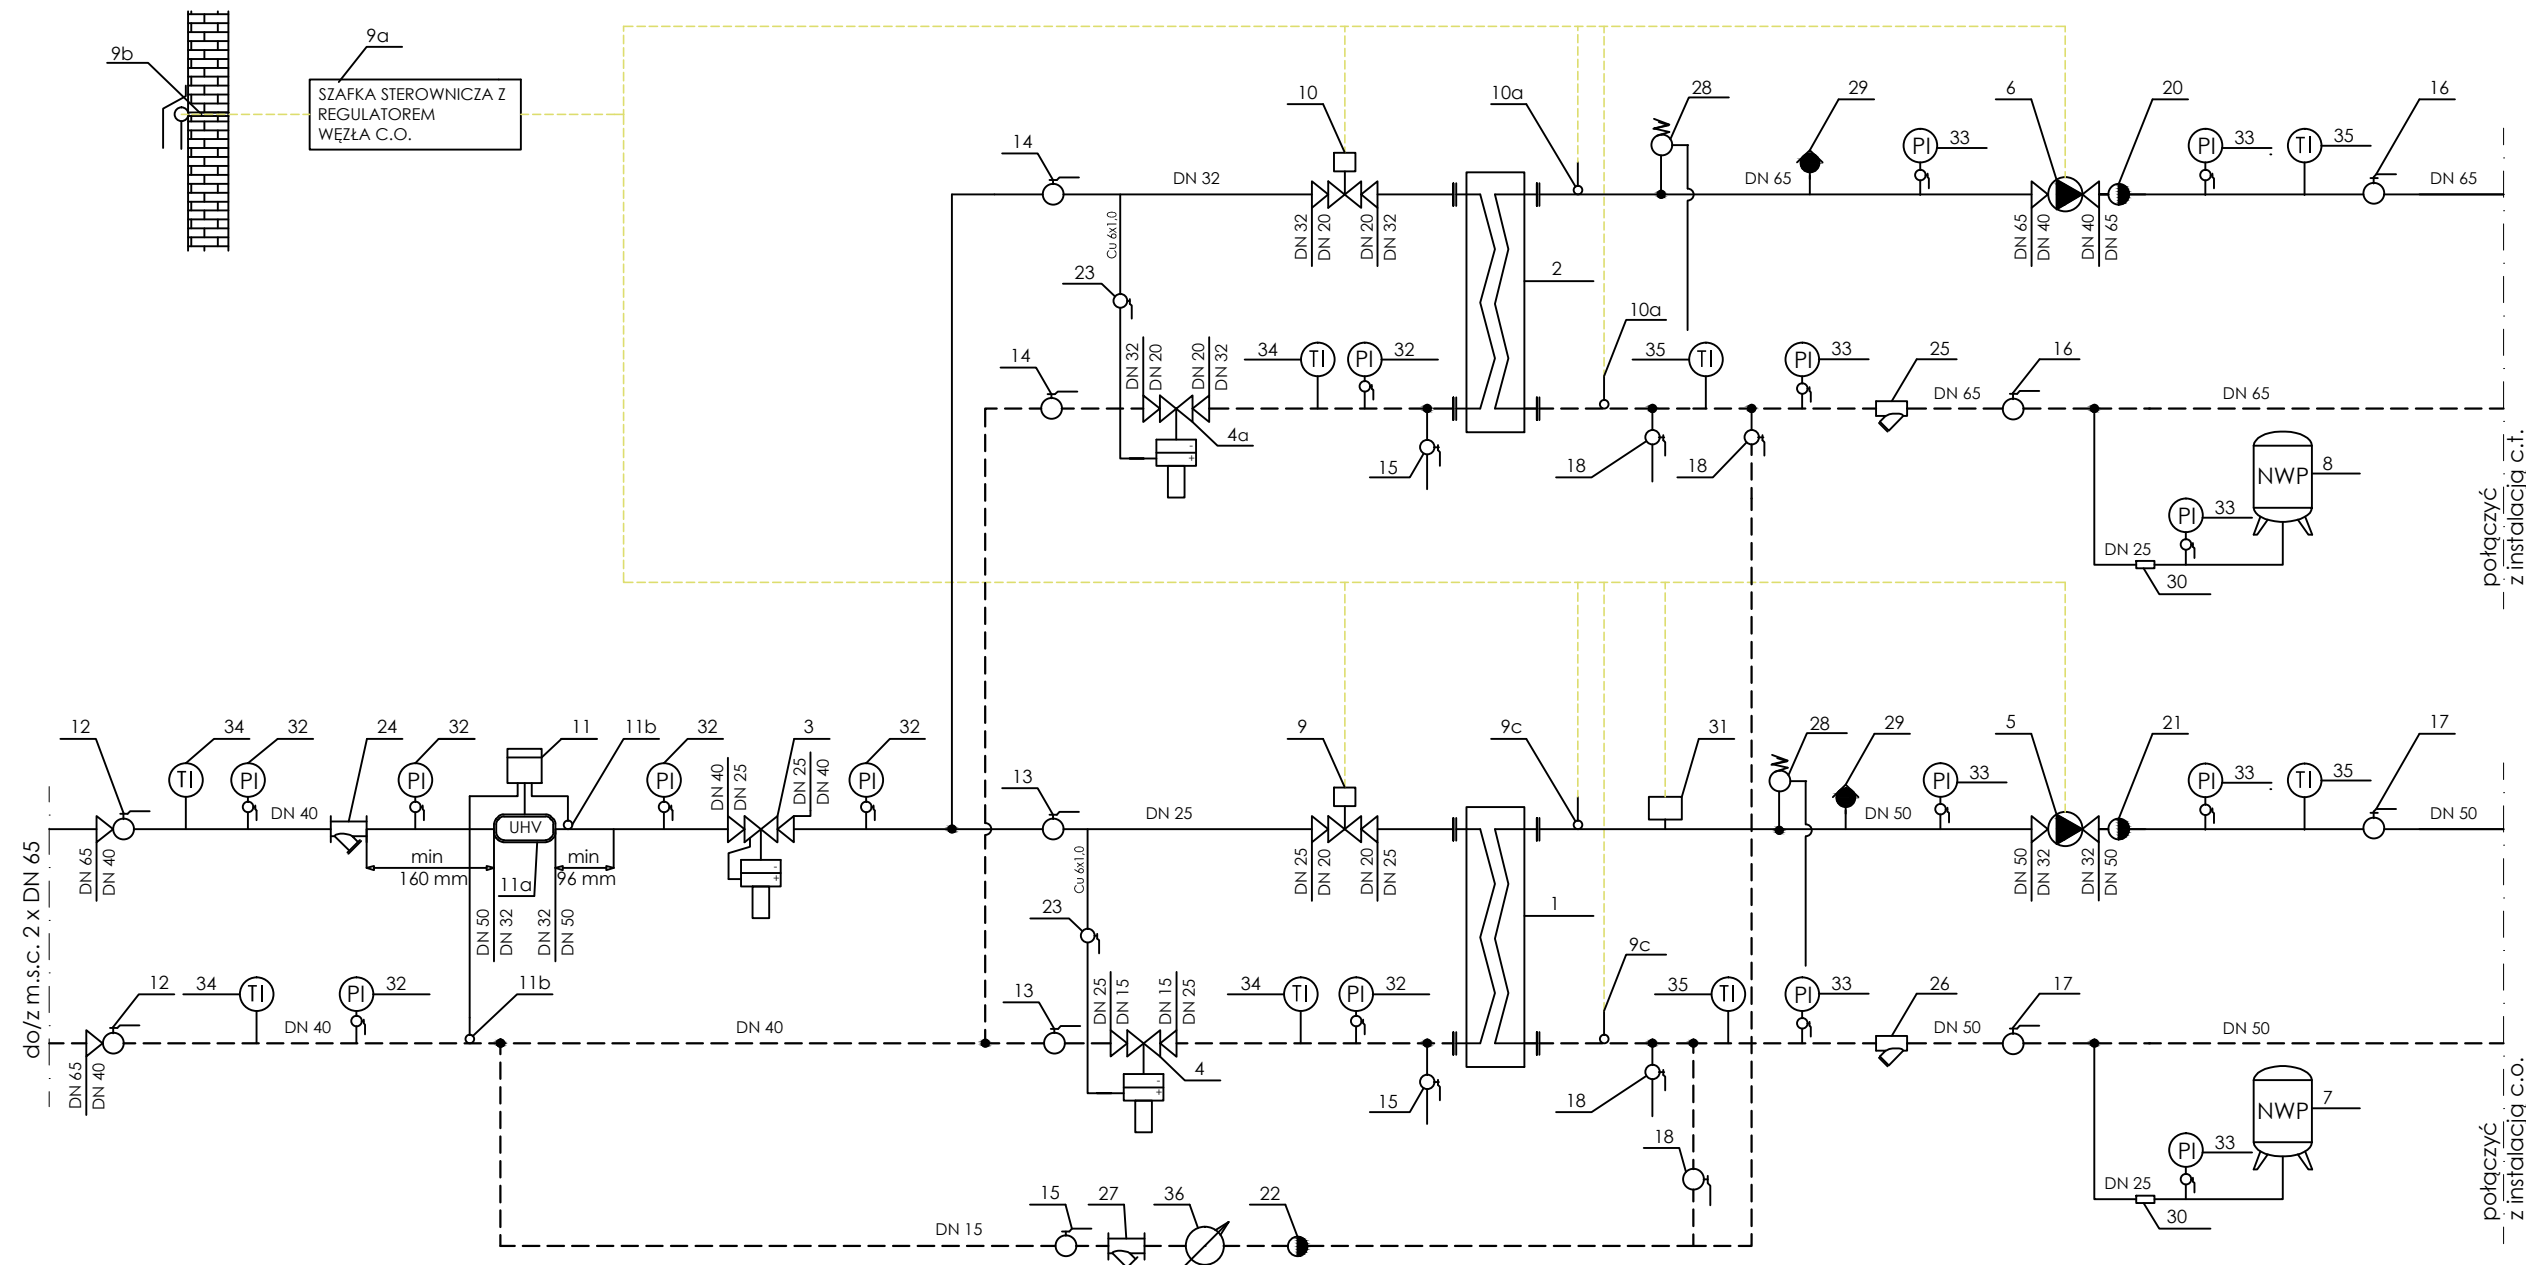 9b
9a
SZAFKA STEROWNICZA Z
REGULATOREM
WĘZŁA C.O.
14
DN 32
10
10a
28
29
6
20
16
PI
33
PI
33
TI
35
DN 65
DN 65
Cu 6x1.0
DN 32
DN 20
DN 20
DN 32
DN 65
DN 40
DN 40
DN 65
23
2
10a
14
DN 32
DN 20
DN 20
DN 32
34
TI
PI
32
35
TI
PI
33
25
DN 65
16
DN 65
4a
-
+
15
18
18
NWP
8
PI
33
DN 25
30
połączyć
z instalacją c.t.
12
34
32
24
32
11
11b
32
3
32
TI
PI
PI
PI
PI
DN 40
DN 40
DN 25
DN 25
DN 40
UHV
DN 65
DN 40
min
160 mm
11a
min
96 mm
+
DN 50
DN 32
DN 32
DN 50
13
DN 25
9
9c
31
28
29
5
21
17
PI
33
PI
33
TI
35
DN 50
DN 50
Cu 6x1.0
DN 25
DN 20
DN 20
DN 25
DN 50
DN 32
DN 32
DN 50
23
1
9c
do/z m.s.c. 2 x DN 65
12
34
TI
PI
32
11b
DN 40
DN 40
DN 65
DN 40
13
DN 25
DN 15
DN 15
DN 25
34
TI
PI
32
35
TI
PI
33
26
DN 50
17
DN 50
4
-
+
15
18
18
NWP
7
PI
33
DN 25
30
połączyć
z instalacją c.o.
DN 15
15
27
36
22